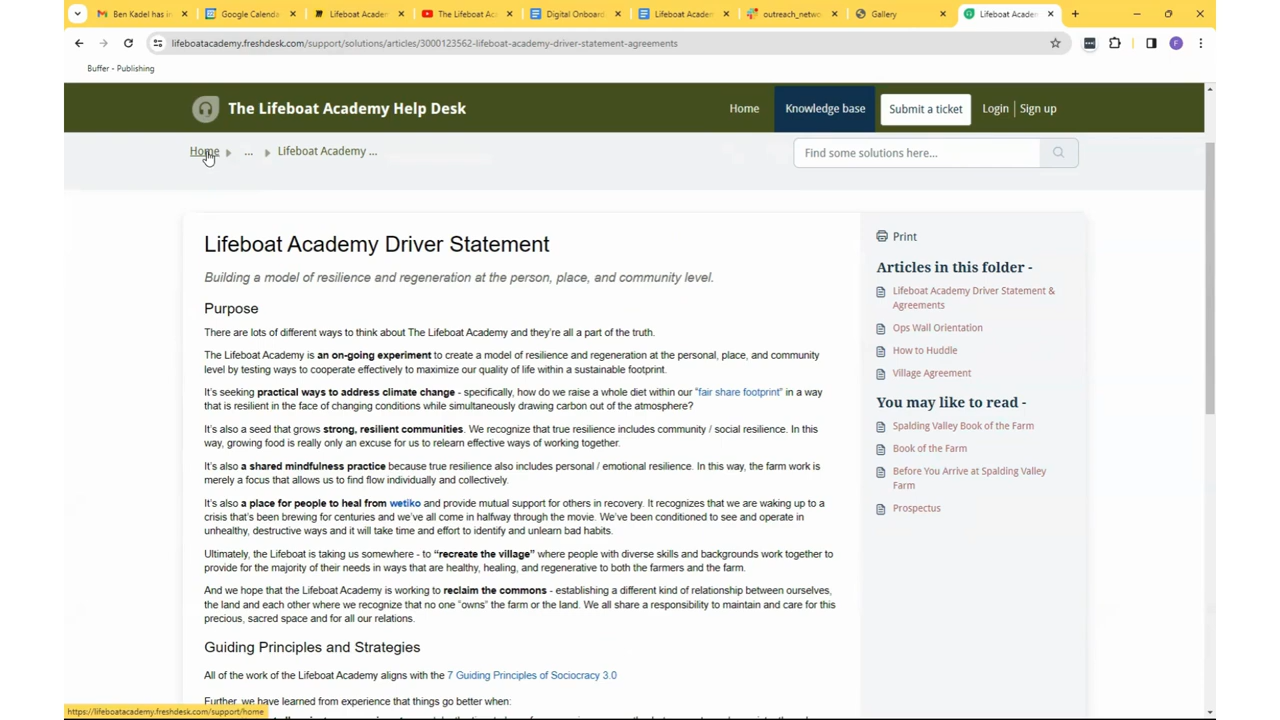 Ben Kadel has in
Google Calenda
Lifeboat Acader
The Lifeboat Ac
Digital Onboard
Lifeboat Academ
outreach_netwo
Gallery
Lifeboat Acade
lifeboatacademy.freshdesk.com/support/solutions/articles/3000123562-lifeboat-academy-driver-statement-agreements
F
Buffer - Publishing
The Lifeboat Academy Help Desk
Home
Knowledge base
Submit a ticket
Login
Sign up
Home
...
Lifeboat Academy ...
Find some solutions here...
Lifeboat Academy Driver Statement
Building a model of resilience and regeneration at the person, place, and community level.
Purpose
There are lots of different ways to think about The Lifeboat Academy and they're all a part of the truth.
The Lifeboat Academy is an on-going experiment to create a model of resilience and regeneration at the personal, place, and community
level by testing ways to cooperate effectively to maximize our quality of life within a sustainable footprint.
It's seeking practical ways to address climate change - specifically, how do we raise a whole diet within our "fair share footprint" in a way
that is resilient in the face of changing conditions while simultaneously drawing carbon out of the atmosphere?
It's also a seed that grows strong, resilient communities. We recognize that true resilience includes community / social resilience. In this
way, growing food is really only an excuse for us to relearn effective ways of working together.
It's also a shared mindfulness practice because true resilience also includes personal / emotional resilience. In this way, the farm work is
merely a focus that allows us to find flow individually and collectively.
It's also a place for people to heal from wetiko and provide mutual support for others in recovery. It recognizes that we are waking up to a
crisis that's been brewing for centuries and we've all come in halfway through the movie. We've been conditioned to see and operate in
unhealthy, destructive ways and it will take time and effort to identify and unlearn bad habits.
Ultimately, the Lifeboat is taking us somewhere - to "recreate the village" where people with diverse skills and backgrounds work together to
provide for the majority of their needs in ways that are healthy, healing, and regenerative to both the farmers and the farm.
And we hope that the Lifeboat Academy is working to reclaim the commons - establishing a different kind of relationship between ourselves,
the land and each other where we recognize that no one "owns" the farm or the land. We all share a responsibility to maintain and care for this
precious, sacred space and for all our relations.
Guiding Principles and Strategies
All of the work of the Lifeboat Academy aligns with the 7 Guiding Principles of Sociocracy 3.0
Further, we have learned from experience that things go better when:
Print
Articles in this folder -
Lifeboat Academy Driver Statement &
Agreements
Ops Wall Orientation
How to Huddle
Village Agreement
You may like to read -
Spalding Valley Book of the Farm
Book of the Farm
Before You Arrive at Spalding Valley
Farm
Prospectus
https://lifeboatacademy.freshdesk.com/support/home